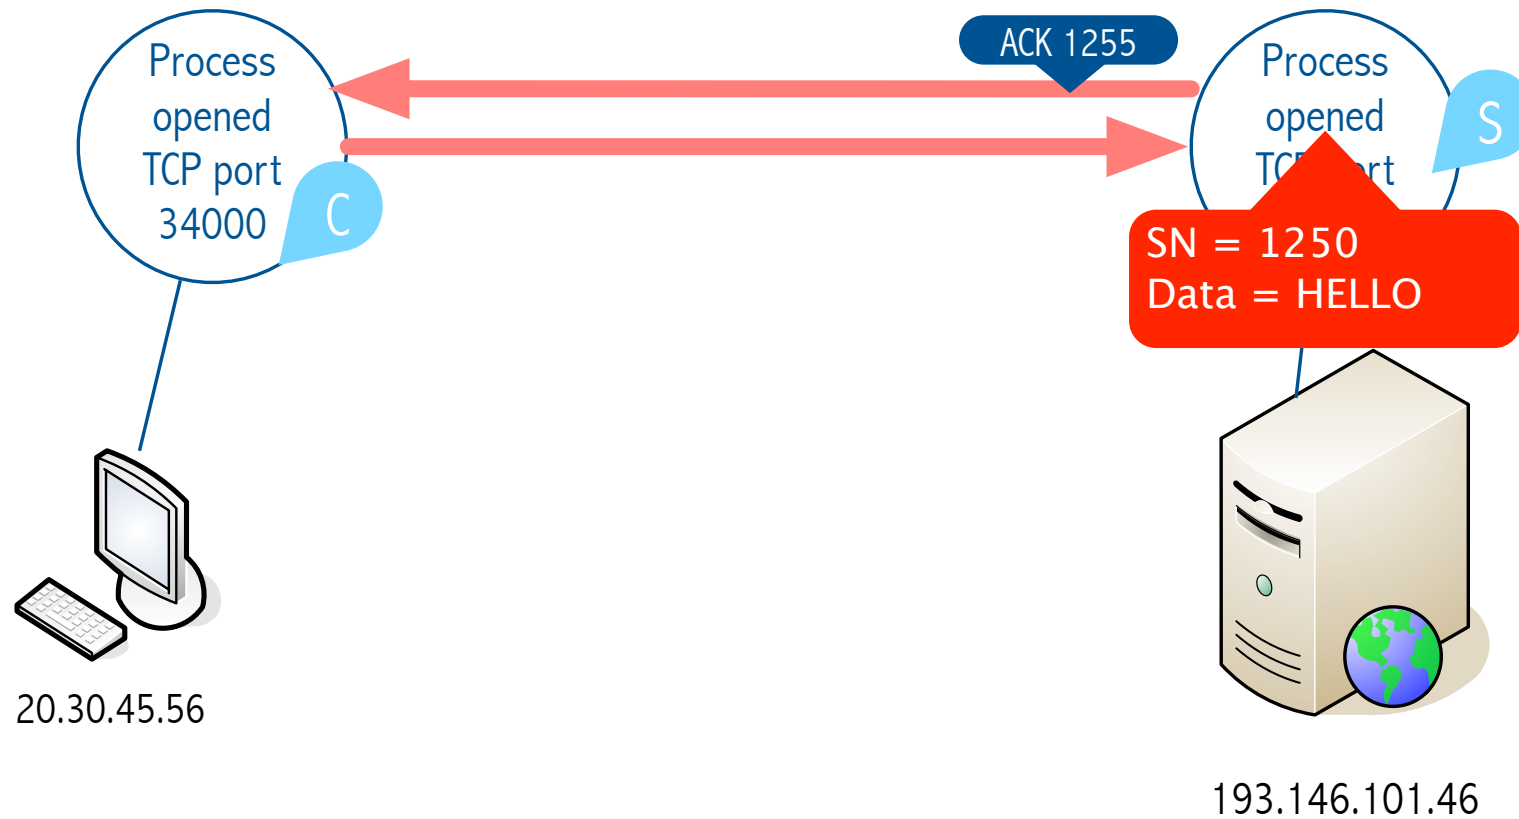 Process
opened
TCP port
34000
C
ACK 1255
Process
opened
S
SN = 1250
Data = HELLO
20.30.45.56
193.146.101.46